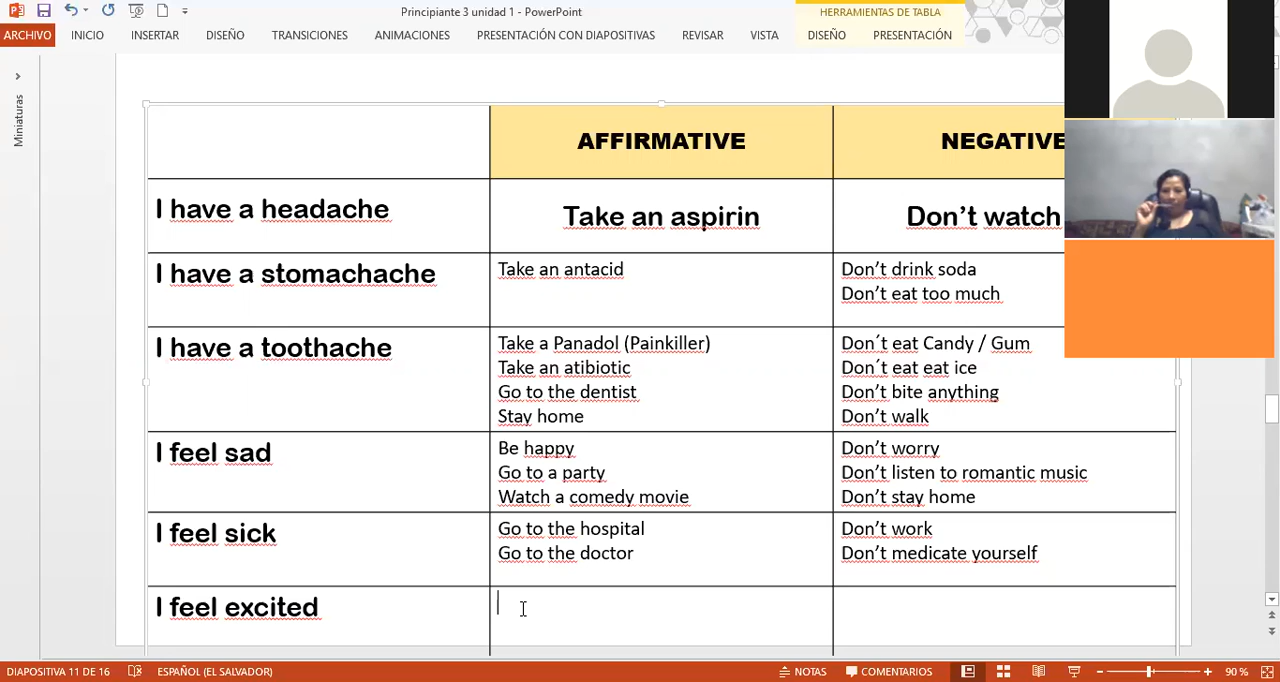 Principiante 3 unidad 1 - PowerPoint
HERRAMIENTAS DE TABLA
ARCHIVO INICIO INSERTAR DISEÑO TRANSICIONES ANIMACIONES PRESENTACIÓN CON DIAPOSITIVAS REVISAR VISTA DISEÑO PRESENTACIÓN
Miniaturas
AFFIRMATIVE NEGATIVE
I have a headache
Take an aspirin
Don't watch
I have a stomachache
Take an antacid
Don't drink soda
Don't eat too much
I have a toothache
Take a Panadol (Painkiller)
Take an atibiotic
Go to the dentist
Stay home
Don´t eat Candy / Gum
Don´t eat eat ice
Don't bite anything
Don't walk
I feel sad
Be happy
Go to a party
Watch a comedy movie
Don't worry
Don't listen to romantic music
Don't stay home
I feel sick
Go to the hospital
Go to the doctor
Don't work
Don't medicate yourself
I feel excited
DIAPOSITIVA 11 DE 16 ESPAÑOL (EL SALVADOR) NOTAS COMENTARIOS 90 %